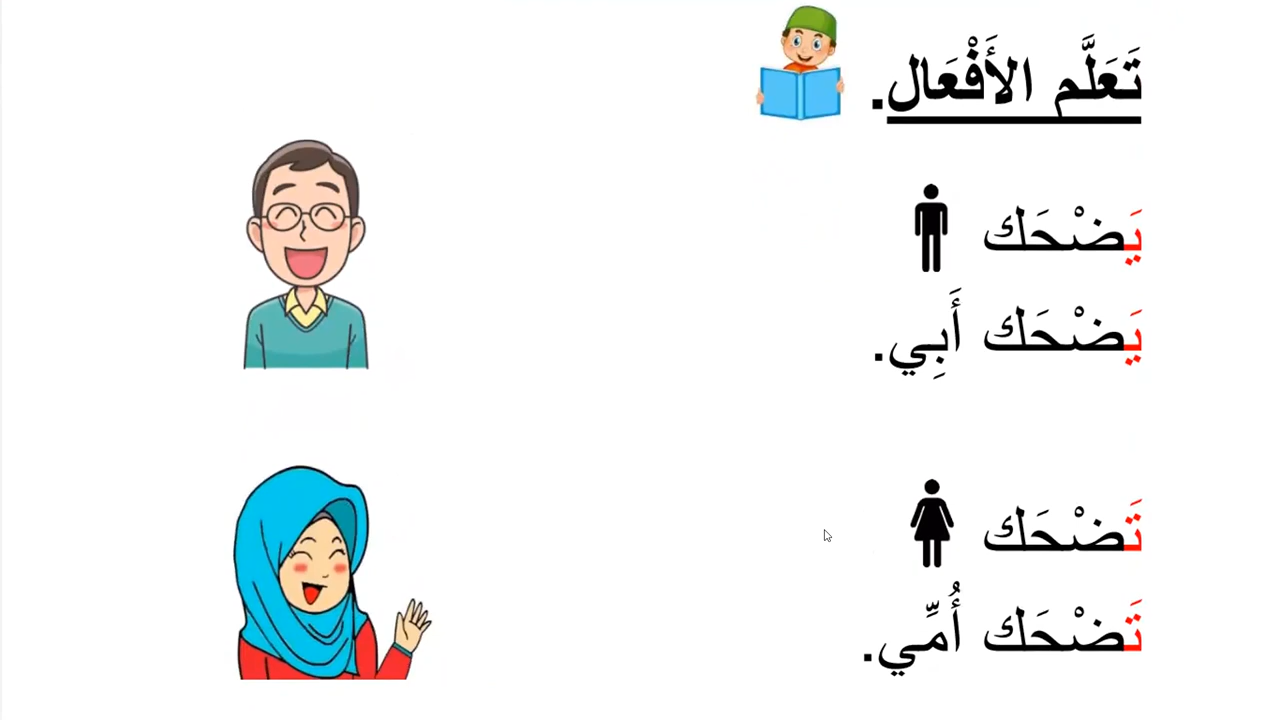 تَعَلَّم الأَفْعَال.
يَضْحَك
يَضْحَك أَبِي.
تَضْحَك
تَضْحَك أُمِّي.